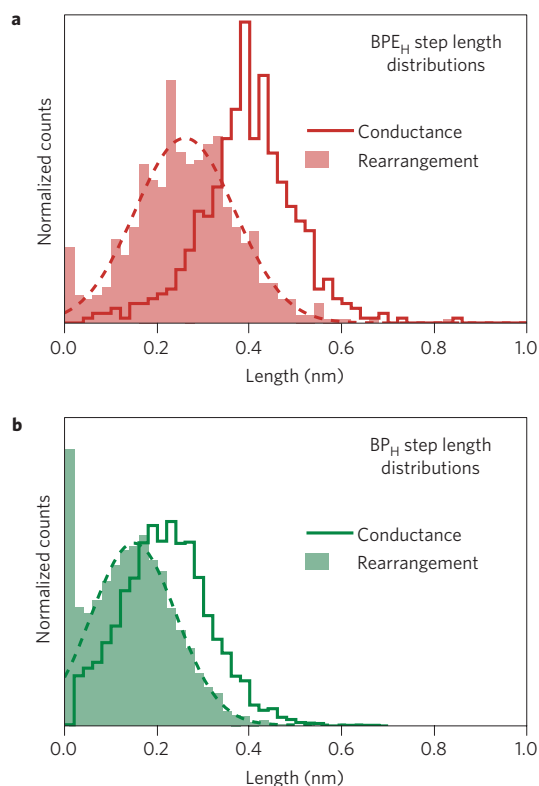 a
BPE_H step length
distributions
Conductance
Rearrangement
Normalized counts
0.0 0.2 0.4 0.6 0.8 1.0
Length (nm)
b
BP_H step length
distributions
Conductance
Rearrangement
Normalized counts
0.0 0.2 0.4 0.6 0.8 1.0
Length (nm)